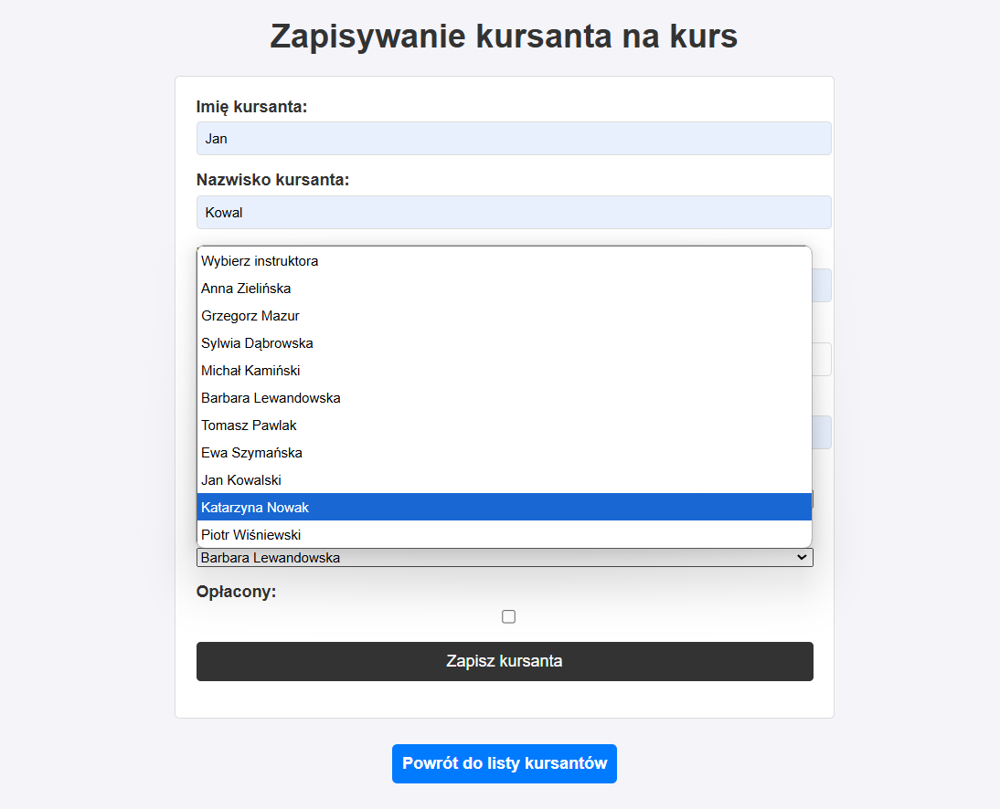 Zapisywanie kursanta na kurs
Imię kursanta:
Jan
Nazwisko kursanta:
Kowal
Wybierz instruktora
Anna Zielińska
Grzegorz Mazur
Sylwia Dąbrowska
Michał Kamiński
Barbara Lewandowska
Tomasz Pawlak
Ewa Szymańska
Jan Kowalski
Katarzyna Nowak
Piotr Wiśniewski
Barbara Lewandowska
Opłacony:
Zapisz kursanta
Powrót do listy kursantów